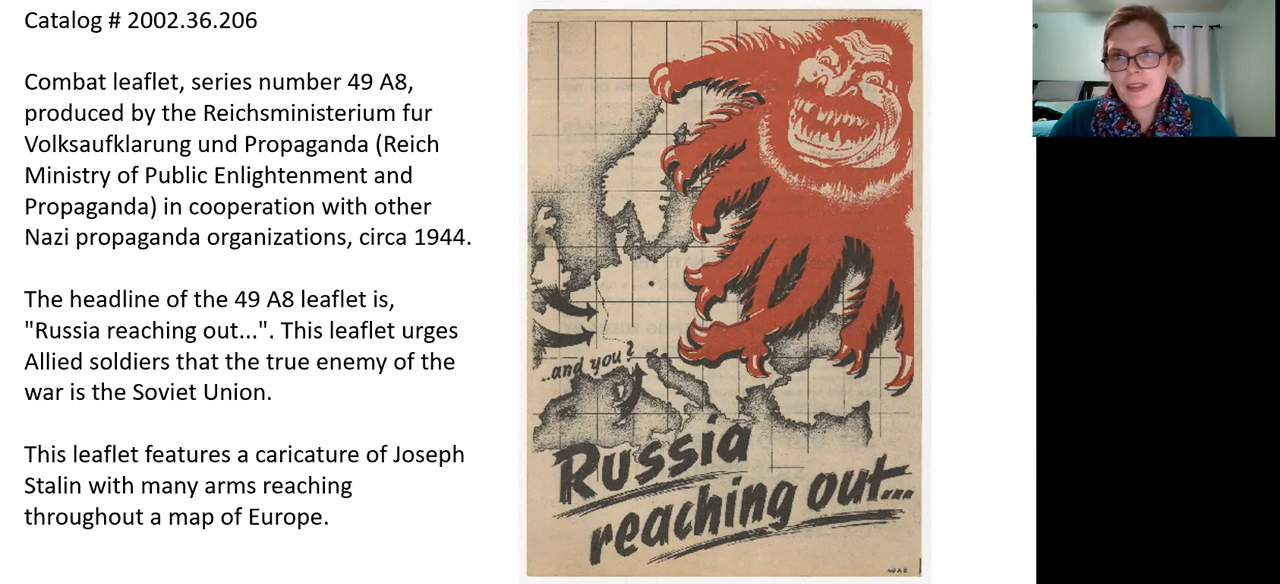 Catalog # 2002.36.206
Combat leaflet, series number 49 A8,
produced by the Reichsministerium fur
Volksaufklarung und Propaganda (Reich
Ministry of Public Enlightenment and
Propaganda) in cooperation with other
Nazi propaganda organizations, circa 1944.
The headline of the 49 A8 leaflet is,
"Russia reaching out...". This leaflet urges
Allied soldiers that the true enemy of the
war is the Soviet Union.
This leaflet features a caricature of Joseph
Stalin with many arms reaching
throughout a map of Europe.
..and you?
Russia
reaching out...
49 A 8